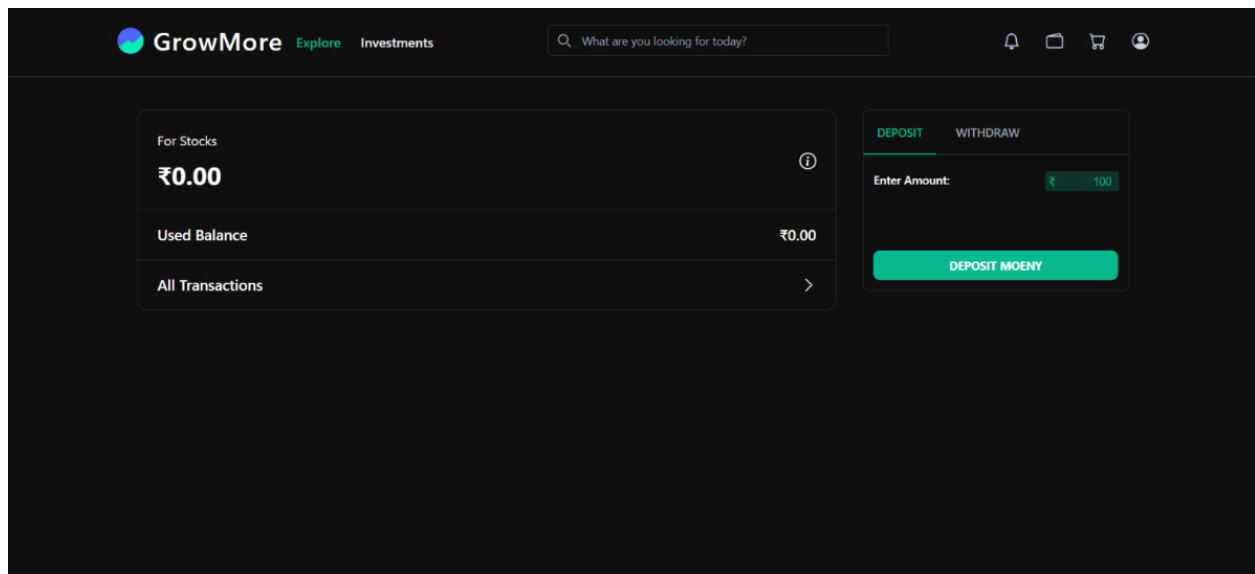 GrowMore Explore Investments What are you looking for today?
For Stocks
₹0.00
Used Balance ₹0.00
All Transactions
DEPOSIT WITHDRAW
Enter Amount: ₹ 100
DEPOSIT MOENY